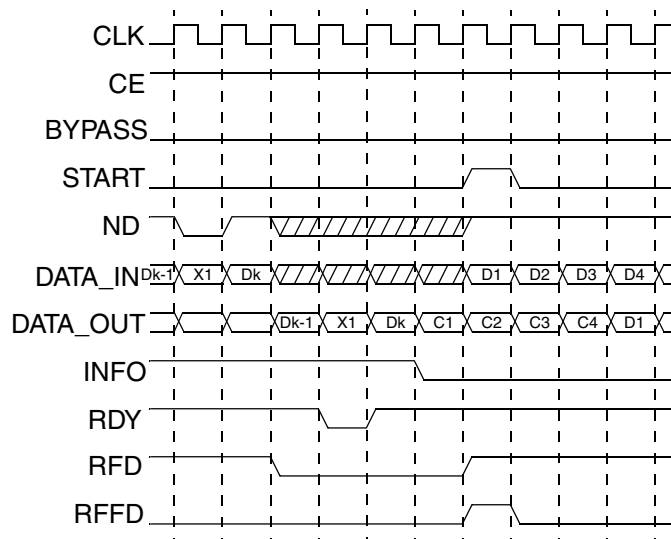 CLK
CE
BYPASS
START
ND
DATA_IN Dk-1 X1 Dk D1 D2 D3 D4
DATA_OUT Dk-1 X1 Dk C1 C2 C3 C4 D1
INFO
RDY
RFD
RFFD